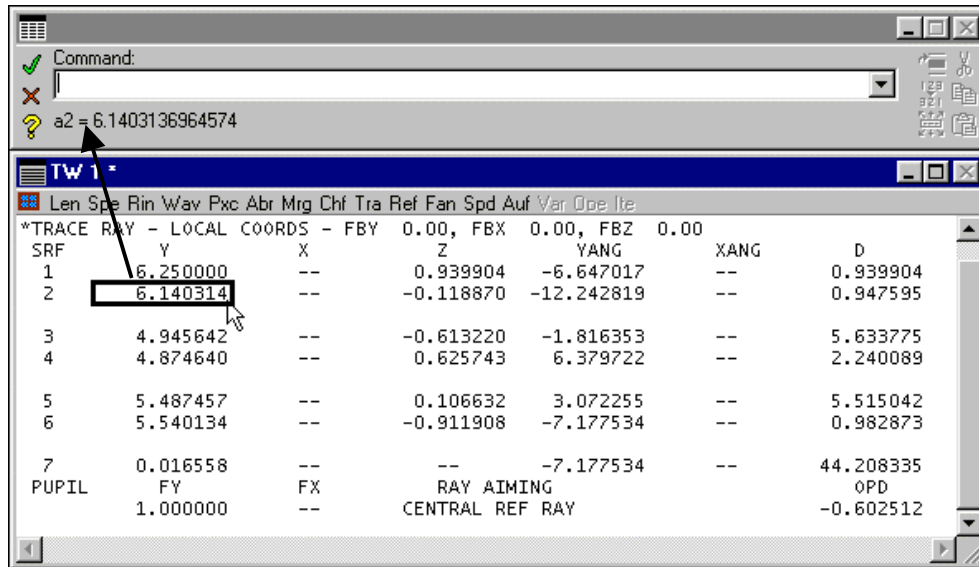 Command:
a2 = 6.1403136964574
TW 1 *
Len Spe Rin Wav Pxc Abr Mrg Chf Tra Ref Fan Spd Auf Var Ope Ite
*TRACE RAY - LOCAL COORDS - FBY 0.00, FBX 0.00, FBZ 0.00
SRF Y X Z YANG XANG D
1 6.250000 -- 0.939904 -6.647017 -- 0.939904
2 6.140314 -- -0.118870 -12.242819 -- 0.947595
3 4.945642 -- -0.613220 -1.816353 -- 5.633775
4 4.874640 -- 0.625743 6.379722 -- 2.240089
5 5.487457 -- 0.106632 3.072255 -- 5.515042
6 5.540134 -- -0.911908 -7.177534 -- 0.982873
7 0.016558 -- -- -7.177534 -- 44.208335
PUPIL FY FX RAY AIMING OPD
1.000000 -- CENTRAL REF RAY -0.602512